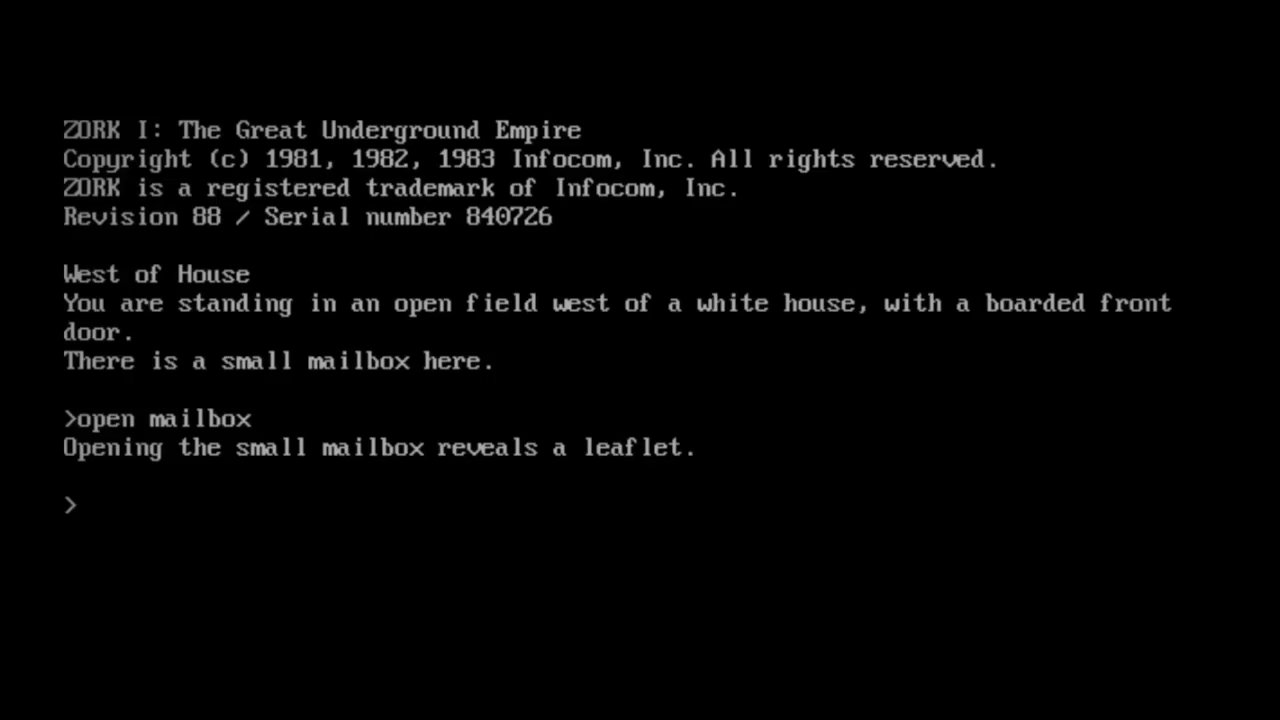 ZORK I: The Great Underground Empire
Copyright (c) 1981, 1982, 1983 Infocom, Inc. All rights reserved.
ZORK is a registered trademark of Infocom, Inc.
Revision 88 / Serial number 840726
West of House
You are standing in an open field west of a white house, with a boarded front
door.
There is a small mailbox here.
>open mailbox
Opening the small mailbox reveals a leaflet.
>